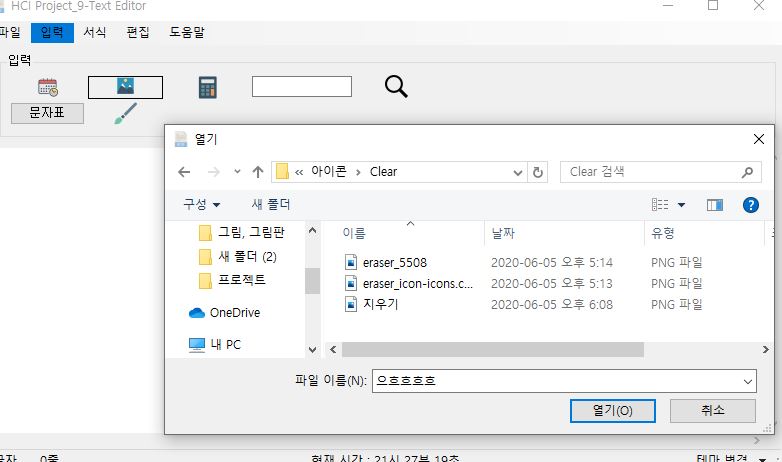 HCI Project_9-Text Editor
파일 입력 서식 편집 도움말
입력
문자표
열기
« 아이콘 › Clear
Clear 검색
구성 새 폴더
이름 날짜 유형
그림, 그림판
새 폴더 (2)
프로젝트
OneDrive
내 PC
eraser_5508 2020-06-05 오후 5:14 PNG 파일
eraser_icon-icons.c... 2020-06-05 오후 5:13 PNG 파일
지우기 2020-06-05 오후 6:08 PNG 파일
파일 이름(N): 으흐흐흐흐
열기(O) 취소
0줄 현재 시간 : 21시 27분 19초 테마 변경